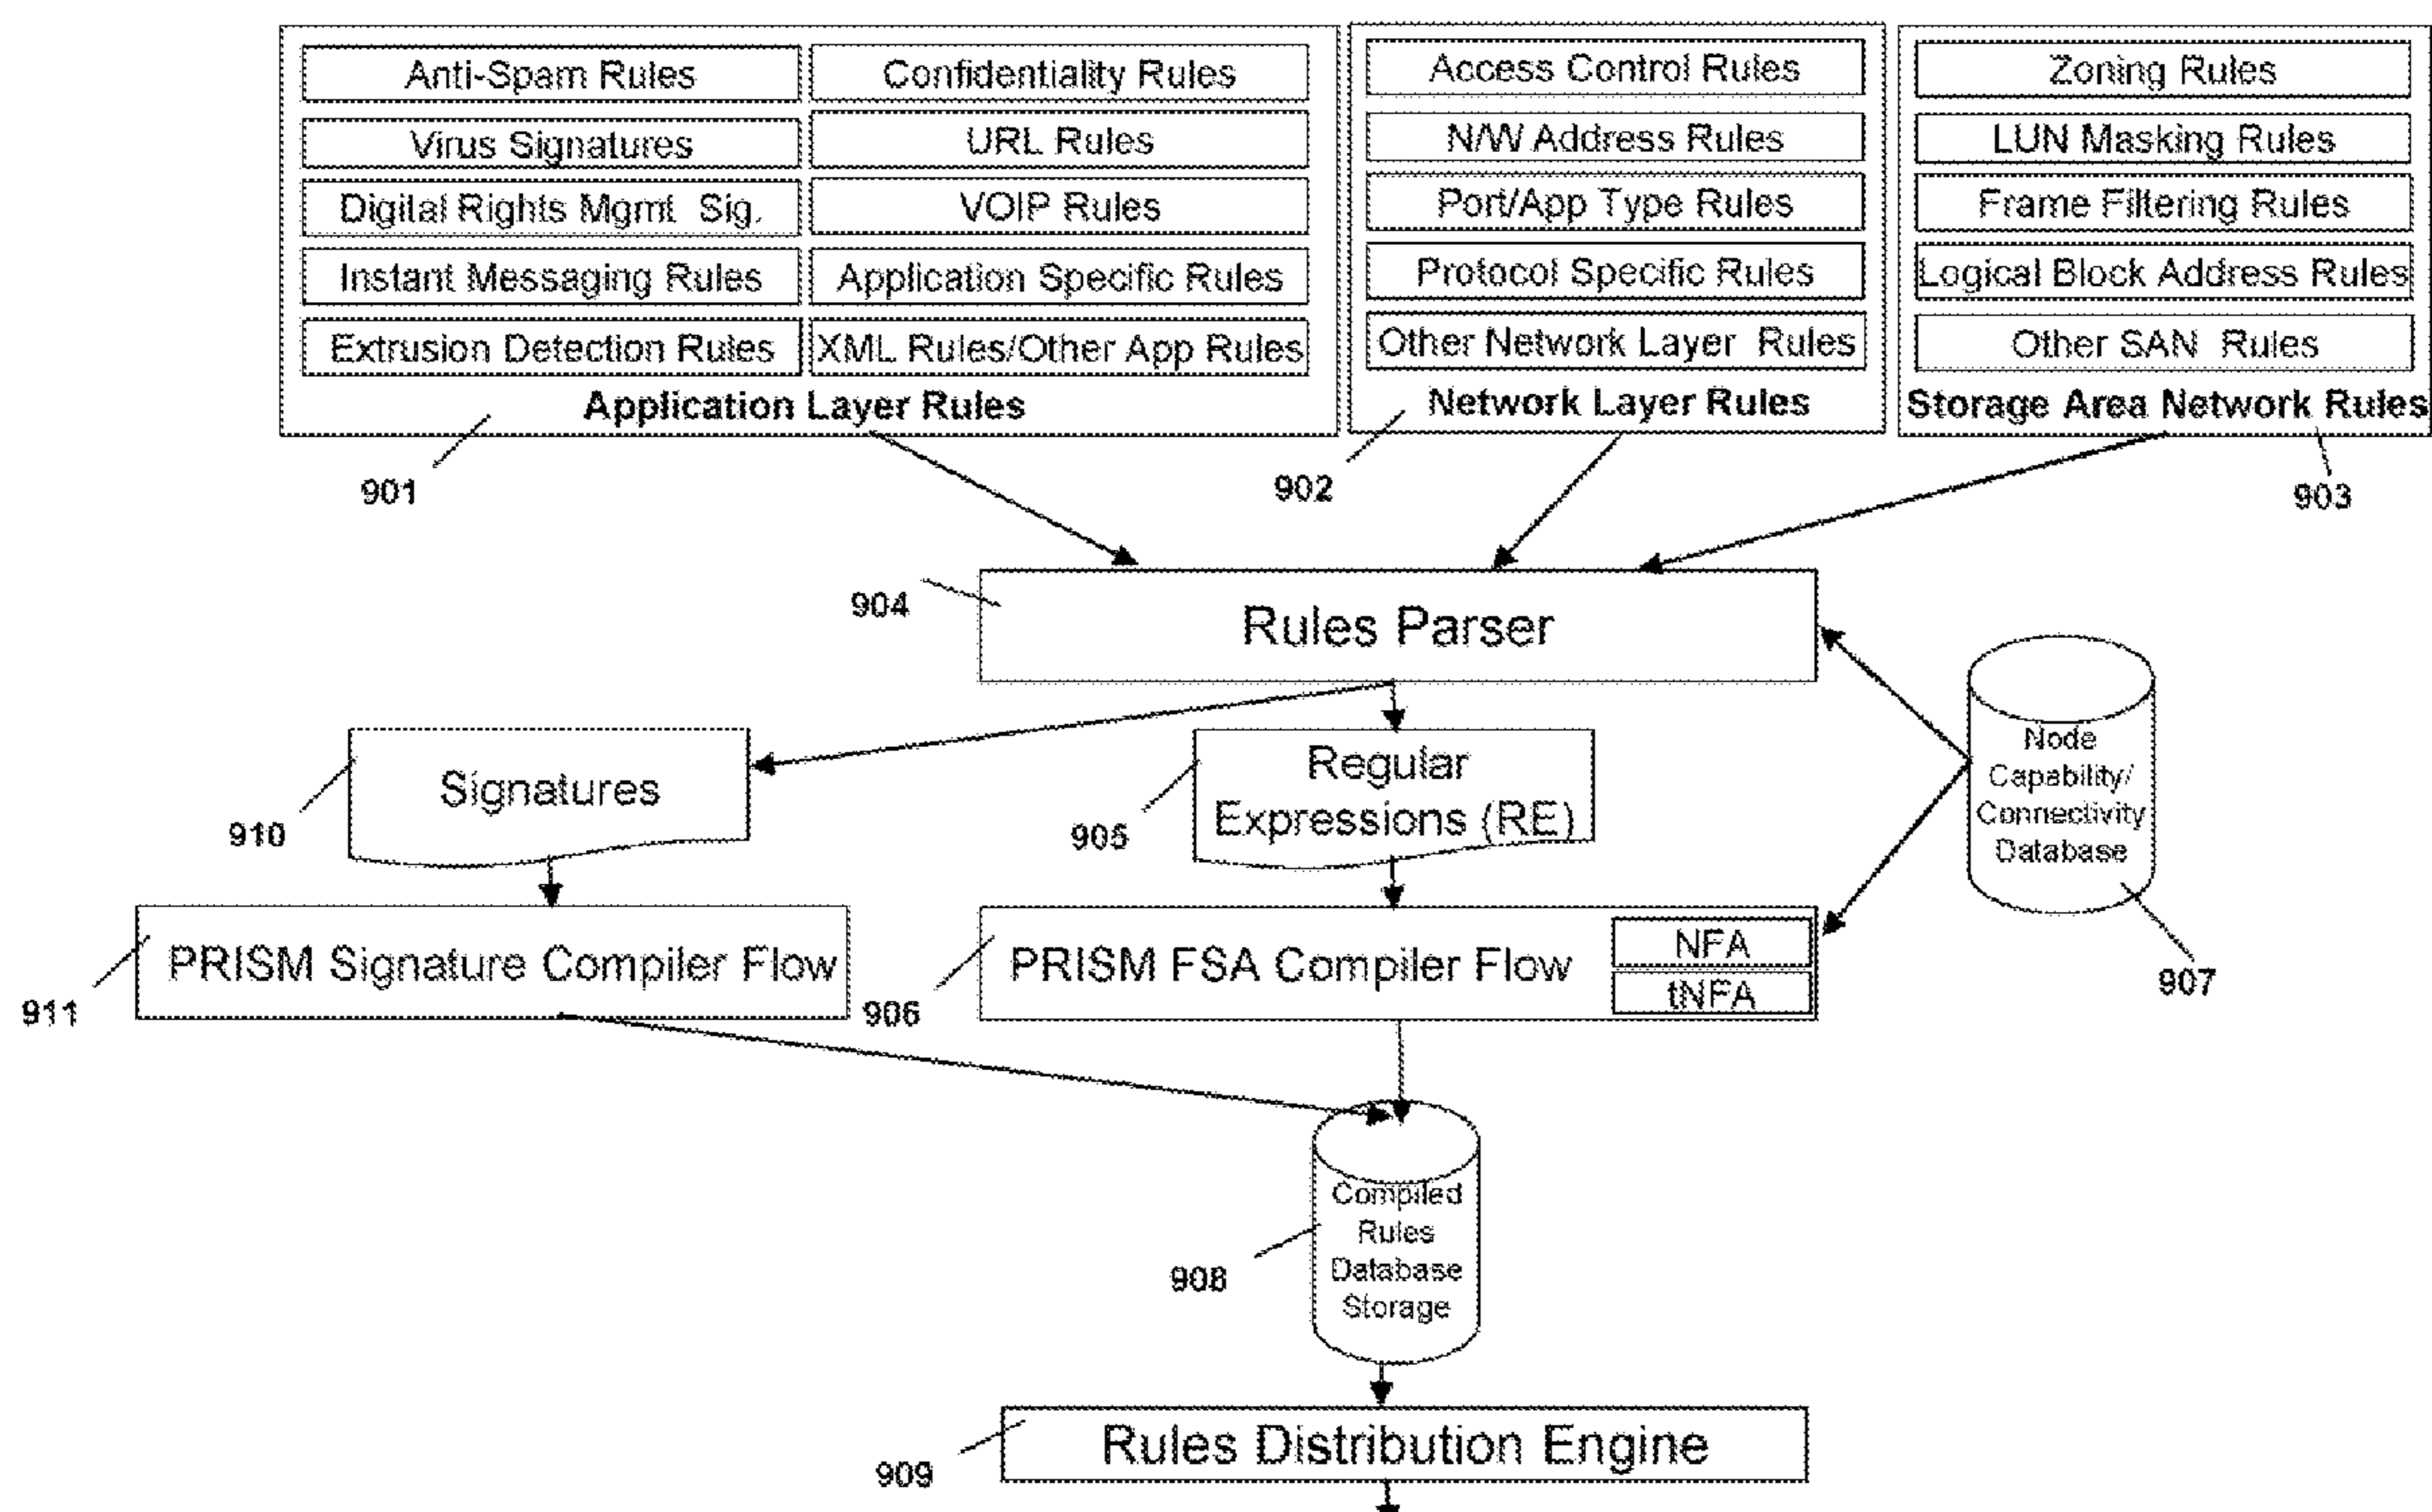 Anti-Spam Rules
Virus Signatures
Digital Rights Mgmt. Sig.
Instant Messaging Rules
Extrusion Detection Rules
Confidentiality Rules
URL Rules
VOIP Rules
Application Specific Rules
XML Rules/Other App Rules
Application Layer Rules
901
Access Control Rules
N/W Address Rules
Port/App Type Rules
Protocol Specific Rules
Other Network Layer Rules
Network Layer Rules
902
Zoning Rules
LUN Masking Rules
Frame Filtering Rules
Logical Block Address Rules
Other SAN Rules
Storage Area Network Rules
903
904
Rules Parser
910
Signatures
905
Regular
Expressions (RE)
Node
Capability/
Connectivity
Database
907
911
PRISM Signature Compiler Flow
906
PRISM FSA Compiler Flow
NFA
tNFA
908
Compiled
Rules
Database
Storage
909
Rules Distribution Engine